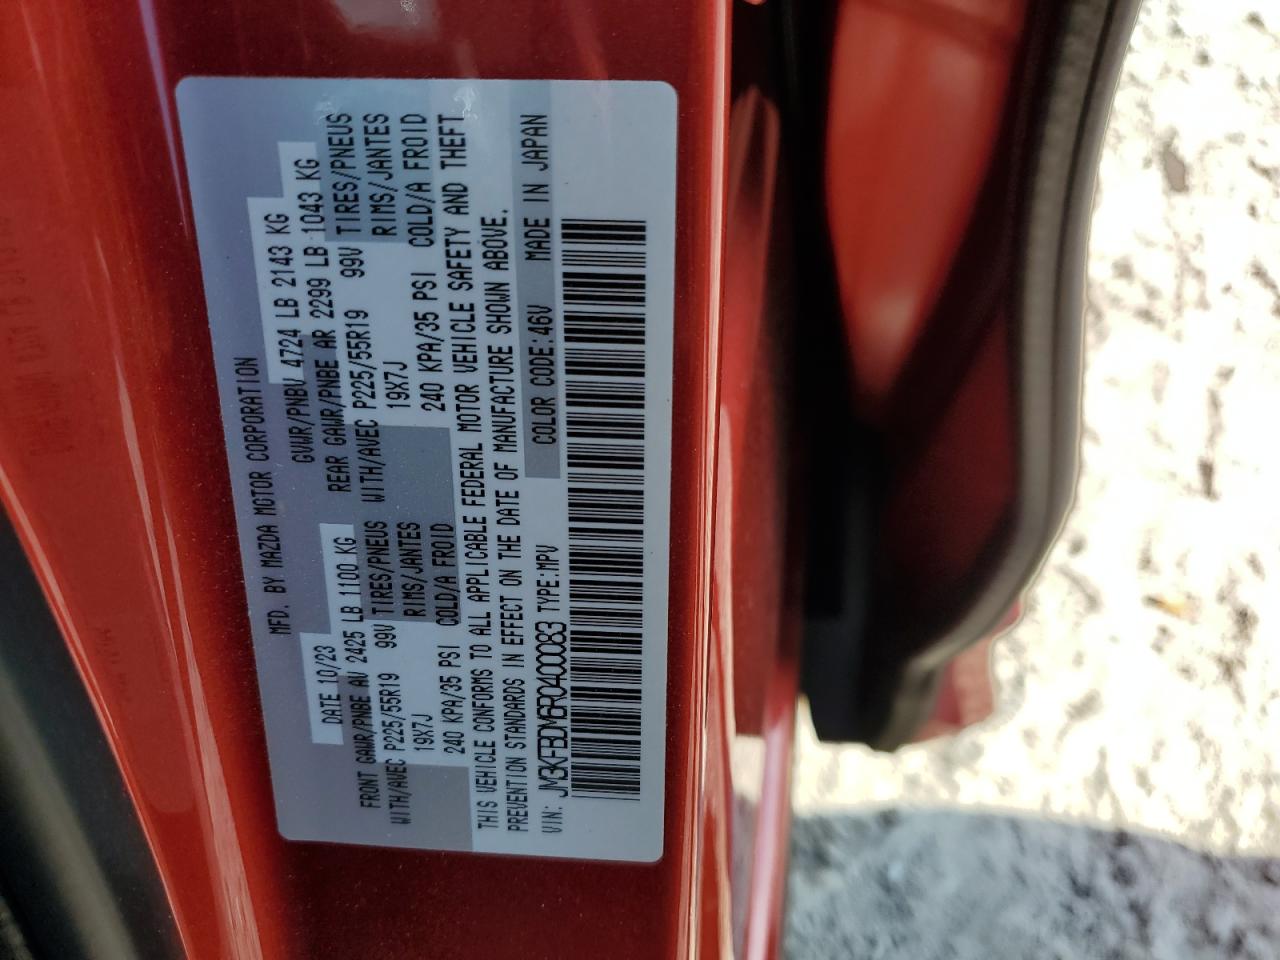 MFD. BY MAZDA MOTOR CORPORATION
DATE 10/23 GVWR/PNBV 4724 LB 2143 KG
FRONT GAWR/PNBE AV 2425 LB 1100 KG REAR GAWR/PNBE AR 2299 LB 1043 KG
WITH/AVEC P225/55R19 99V TIRES/PNEUS WITH/AVEC P225/55R19 99V TIRES/PNEUS
19X7J RIMS/JANTES 19X7J RIMS/JANTES
240 KPA/35 PSI COLD/A FROID 240 KPA/35 PSI COLD/A FROID
THIS VEHICLE CONFORMS TO ALL APPLICABLE FEDERAL MOTOR VEHICLE SAFETY AND THEFT
PREVENTION STANDARDS IN EFFECT ON THE DATE OF MANUFACTURE SHOWN ABOVE.
VIN: JM3KFBDM6R0400083 TYPE:MPV COLOR CODE:46V MADE IN JAPAN